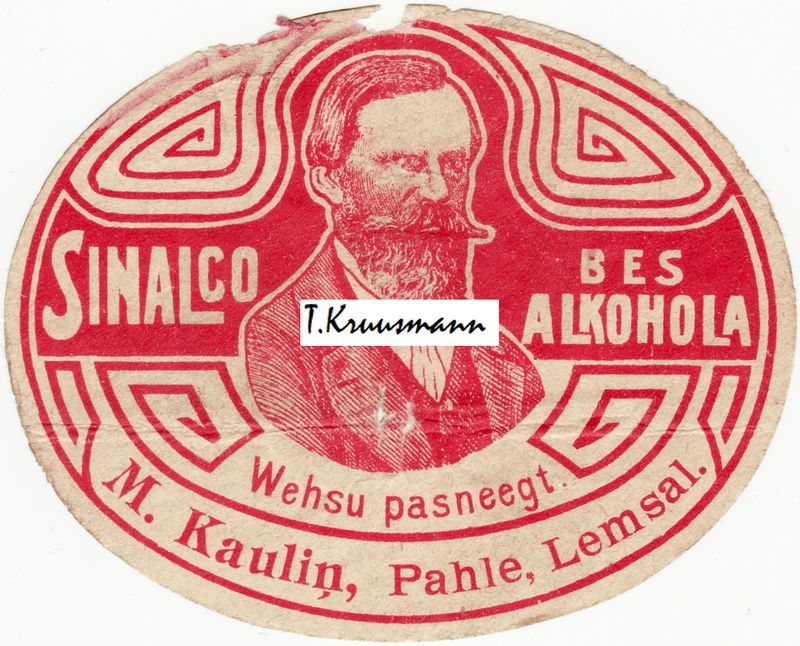 SINALCO
BES
ALKOHOLA
T.Kruusmann
Wehsu pasneegt.
M. Kauliņ, Pahle, Lemsal.